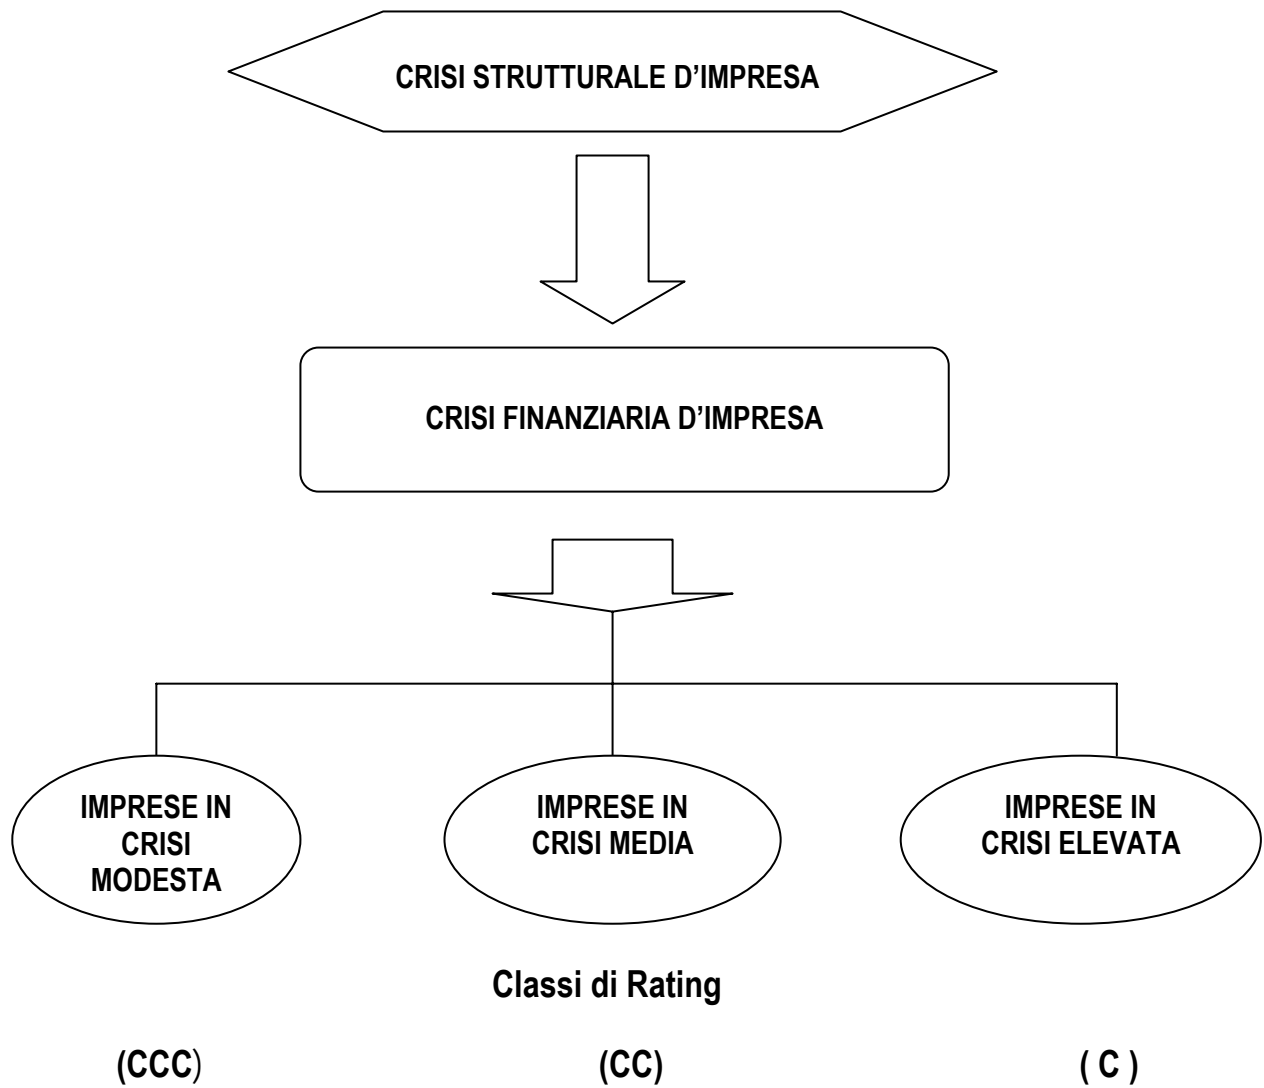 CRISI STRUTTURALE D’IMPRESA
CRISI FINANZIARIA D’IMPRESA
IMPRESE IN
CRISI
MODESTA
IMPRESE IN
CRISI MEDIA
IMPRESE IN
CRISI ELEVATA
Classi di Rating
(CCC)
(CC)
( C )